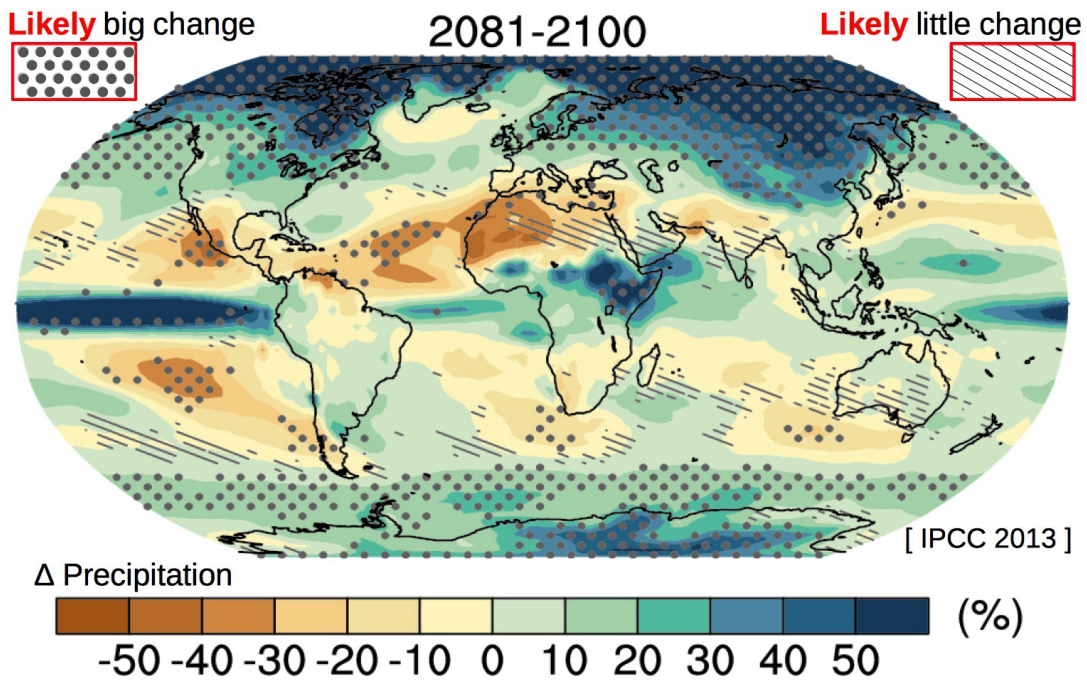 Likely big change
2081-2100
Likely little change
[ IPCC 2013 ]
Δ Precipitation
(%)
-50 -40 -30 -20 -10 0 10 20 30 40 50